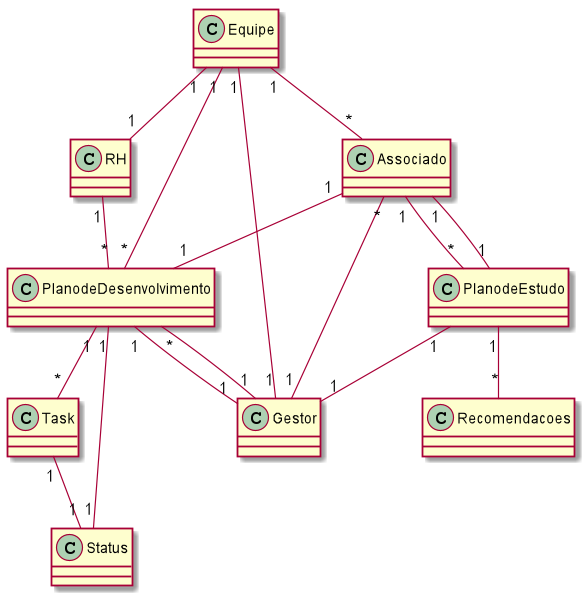 C Equipe
1 1 1 1
1 *
C RH C Associado
1 1 * 1 1
* * 1 * 1
C PlanodeDesenvolvimento C PlanodeEstudo
1 1 1 * 1 1
* 1 1 1 1 1 *
C Task C Gestor C Recomendacoes
1
1 1
C Status